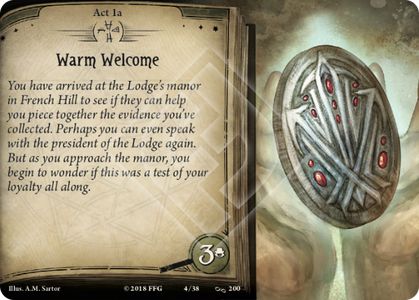 Act 1a
Warm Welcome
You have arrived at the Lodge's manor
in French Hill to see if they can help
you piece together the evidence you've
collected. Perhaps you can even speak
with the president of the Lodge again.
But as you approach the manor, you
begin to wonder if this was a test of your
loyalty all along.
3
Illus. A.M. Sartor
©2018 FFG
4/38
200